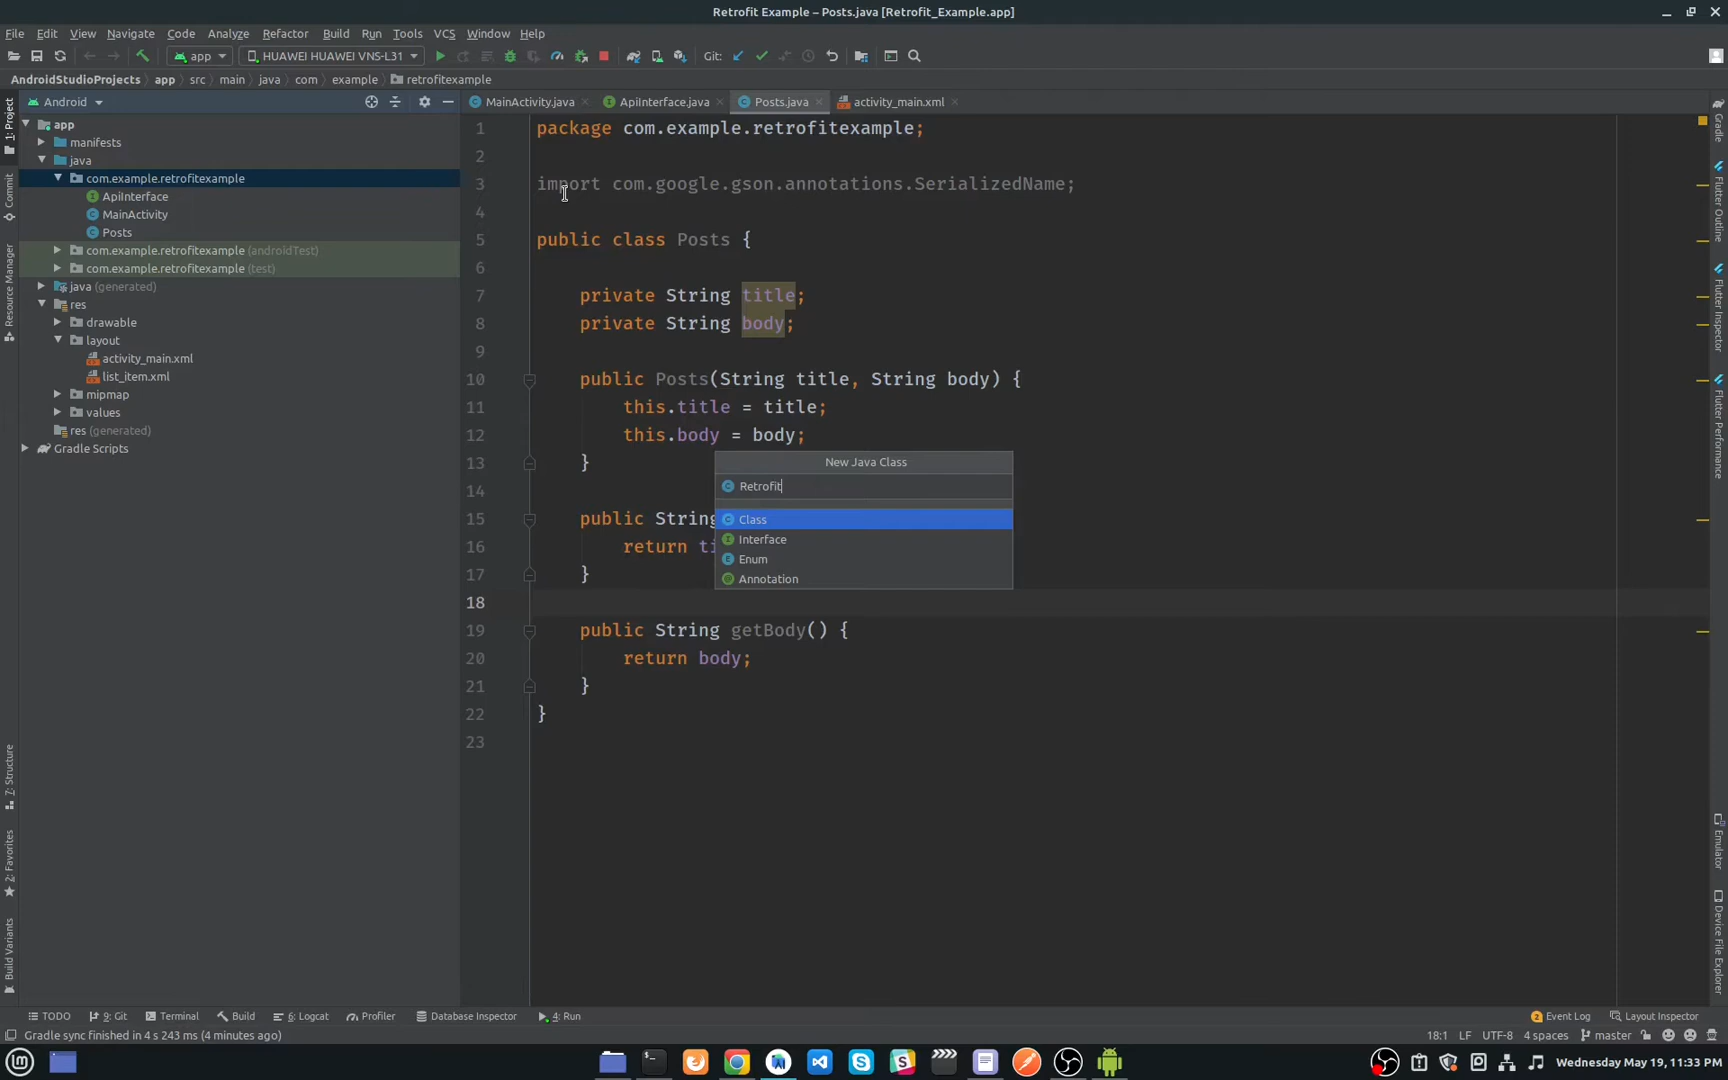 Retrofit Example – Posts.java [Retrofit_Example.app]
File Edit View Navigate Code Analyze Refactor Build Run Tools VCS Window Help
app HUAWEI HUAWEI VNS-L31 Git:
AndroidStudioProjects app src main java com example retrofitexample
Android
MainActivity.java ApiInterface.java Posts.java activity_main.xml
app
manifests
java
com.example.retrofitexample
ApiInterface
MainActivity
Posts
com.example.retrofitexample (androidTest)
com.example.retrofitexample (test)
java (generated)
res
drawable
layout
activity_main.xml
list_item.xml
mipmap
values
res (generated)
Gradle Scripts
1: Project
Commit
Resource Manager
7: Structure
2: Favorites
Build Variants
1 package com.example.retrofitexample;
2
3 import com.google.gson.annotations.SerializedName;
4
5 public class Posts {
6
7 private String title;
8 private String body;
9
10 public Posts(String title, String body) {
11 this.title = title;
12 this.body = body;
13 }
14
15 public String
16 return ti
17 }
18
19 public String getBody() {
20 return body;
21 }
22 }
23
New Java Class
Retrofit
Class
Interface
Enum
Annotation
Gradle
Flutter Outline
Flutter Inspector
Flutter Performance
Emulator
Device File Explorer
TODO 9: Git Terminal Build 6: Logcat Profiler Database Inspector 4: Run 2 Event Log Layout Inspector
Gradle sync finished in 4 s 243 ms (4 minutes ago) 18:1 LF UTF-8 4 spaces master
Wednesday May 19, 11:33 PM